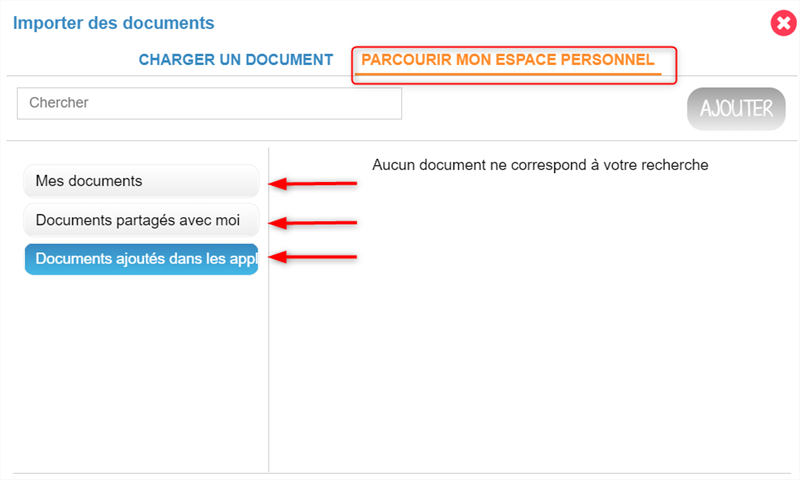 Importer des documents
CHARGER UN DOCUMENT
PARCOURIR MON ESPACE PERSONNEL
Chercher
AJOUTER
Mes documents
Documents partagés avec moi
Documents ajoutés dans les appl
Aucun document ne correspond à votre recherche